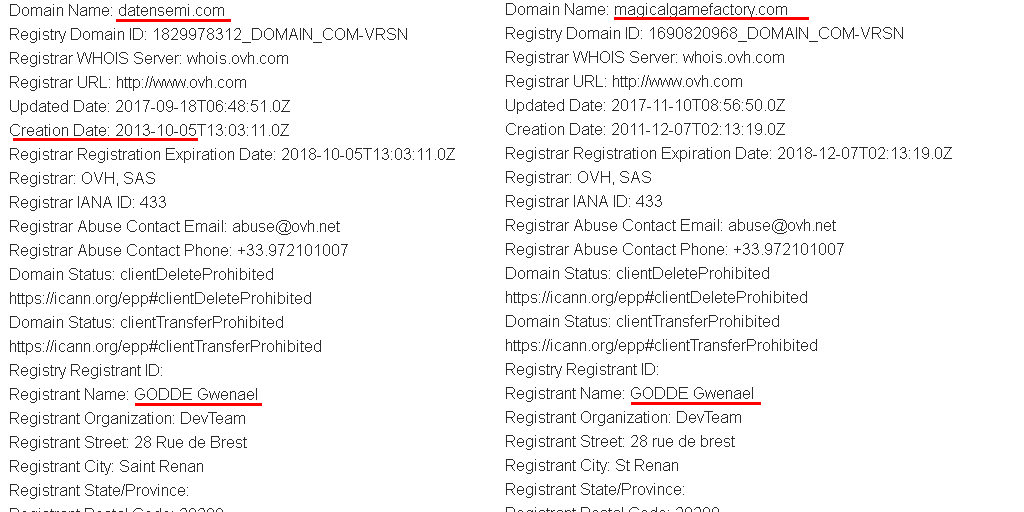 Domain Name: datensemi.com
Registry Domain ID: 1829978312_DOMAIN_COM-VRSN
Registrar WHOIS Server: whois.ovh.com
Registrar URL: http://www.ovh.com
Updated Date: 2017-09-18T06:48:51.0Z
Creation Date: 2013-10-05T13:03:11.0Z
Registrar Registration Expiration Date: 2018-10-05T13:03:11.0Z
Registrar: OVH, SAS
Registrar IANA ID: 433
Registrar Abuse Contact Email: abuse@ovh.net
Registrar Abuse Contact Phone: +33.972101007
Domain Status: clientDeleteProhibited
https://icann.org/epp#clientDeleteProhibited
Domain Status: clientTransferProhibited
https://icann.org/epp#clientTransferProhibited
Registry Registrant ID:
Registrant Name: GODDE Gwenael
Registrant Organization: DevTeam
Registrant Street: 28 Rue de Brest
Registrant City: Saint Renan
Registrant State/Province:
Registrant Postal Code:
Domain Name: magicalgamefactory.com
Registry Domain ID: 1690820968_DOMAIN_COM-VRSN
Registrar WHOIS Server: whois.ovh.com
Registrar URL: http://www.ovh.com
Updated Date: 2017-11-10T08:56:50.0Z
Creation Date: 2011-12-07T02:13:19.0Z
Registrar Registration Expiration Date: 2018-12-07T02:13:19.0Z
Registrar: OVH, SAS
Registrar IANA ID: 433
Registrar Abuse Contact Email: abuse@ovh.net
Registrar Abuse Contact Phone: +33.972101007
Domain Status: clientDeleteProhibited
https://icann.org/epp#clientDeleteProhibited
Domain Status: clientTransferProhibited
https://icann.org/epp#clientTransferProhibited
Registry Registrant ID:
Registrant Name: GODDE Gwenael
Registrant Organization: DevTeam
Registrant Street: 28 rue de brest
Registrant City: St Renan
Registrant State/Province:
Registrant Postal Code: